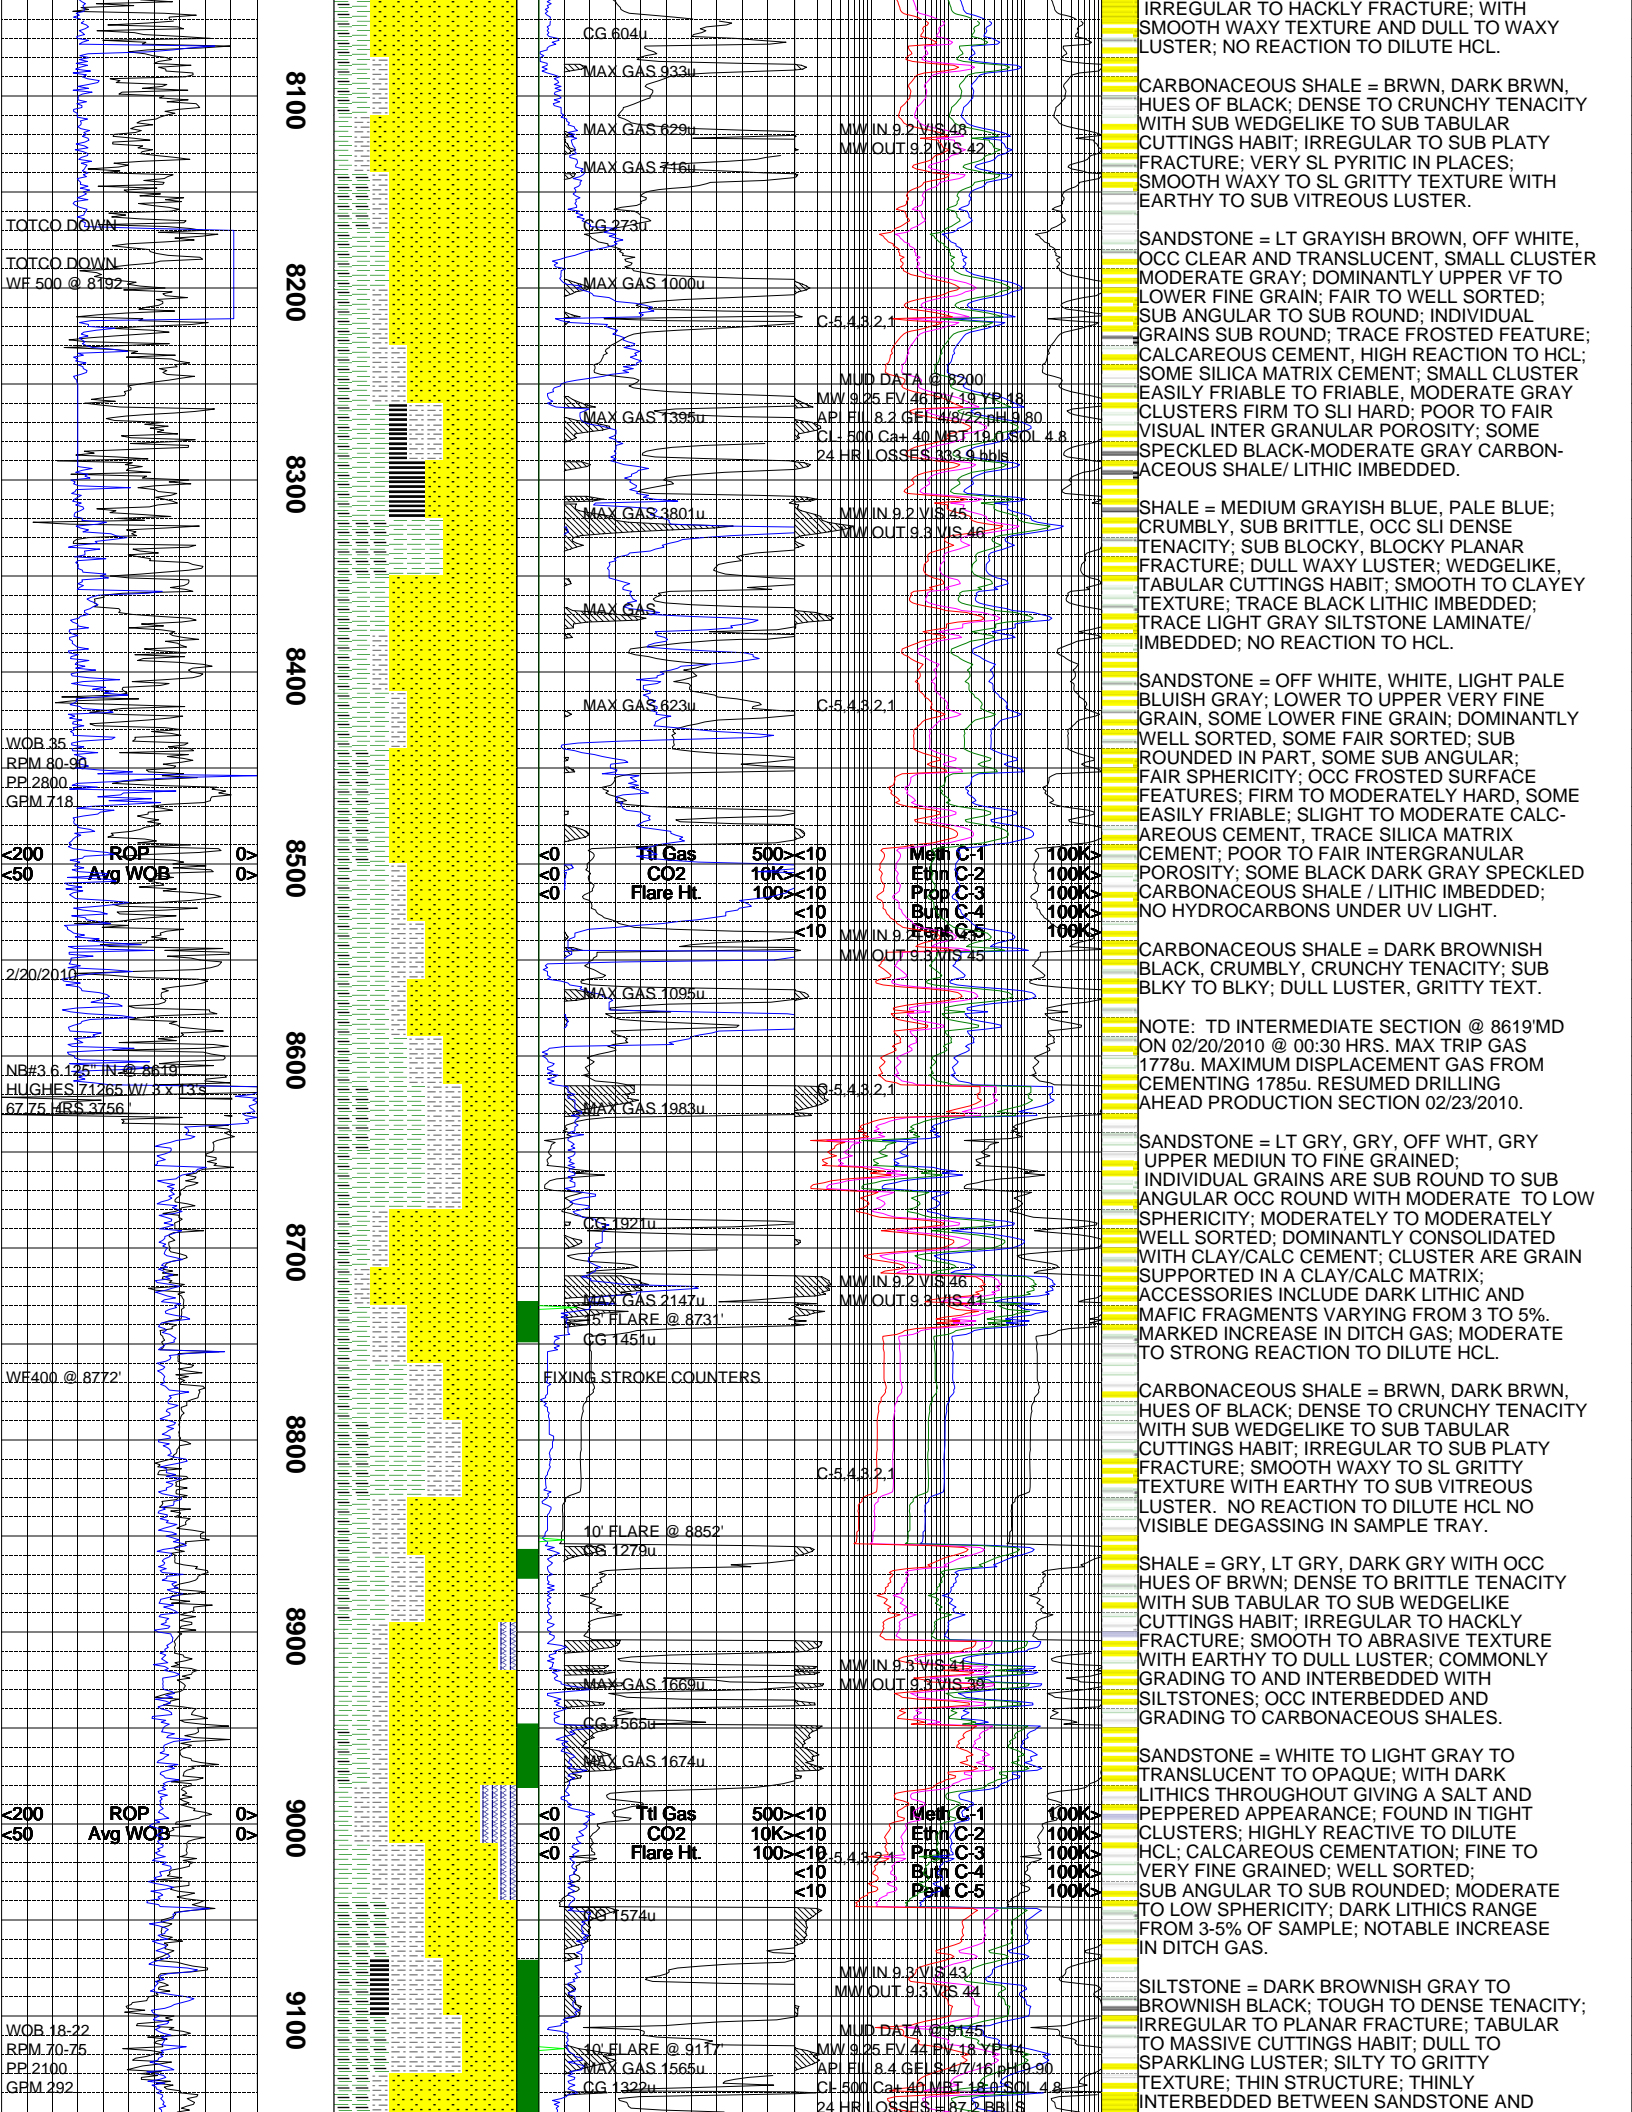 TOTCO DOWN
TOTCO DOWN
WF 500 @ 8192
WOB 35
RPM 80-90
PP 2800
GPM 718
<200 ROP 0>
<50 Avg WOB 0>
2/20/2010
NB#3 6.125" IN @ 8619
HUGHES 71265 W/ 3 X 13's
67.75 HRS 3756'
WF400 @ 8772'
<200 ROP 0>
<50 Avg WOB 0>
WOB 18-22
RPM 70-75
PP 2100
GPM 292
8100
8200
8300
8400
8500
8600
8700
8800
8900
9000
9100
CG 604u
MAX GAS 933u
MAX GAS 629u
MAX GAS 716u
CG 273u
MAX GAS 1000u
MAX GAS 1395u
MAX GAS 3801u
MAX GAS
MAX GAS 623u
<0 Ttl Gas 500>
<0 CO2 10K>
<0 Flare Ht. 100>
MAX GAS 1095u
MAX GAS 1983u
CG 1921u
MAX GAS 2147u
15' FLARE @ 8731'
CG 1451u
FIXING STROKE COUNTERS
10' FLARE @ 8852'
CG 1279u
MAX GAS 1669u
CG 1565u
MAX GAS 1674u
<0 Ttl Gas 500>
<0 CO2 10K>
<0 Flare Ht. 100>
CG 1574u
10' FLARE @ 9117'
MAX GAS 1565u
CG 1322u
MW IN 9.2 VIS 48
MW OUT 9.2 VIS 42
C-5,4,3,2,1
MUD DATA @ 8200
MW 9.25 FV 46 PV 19 YP 18
API FIL 8.2 GEL 4/8/22 pH 9.80
CL- 500 Ca+ 40 MBT 19.0 SOL 4.8
24 HR LOSSES 333.9 bbls
MW IN 9.2 VIS 45
MW OUT 9.3 VIS 46
C-5,4,3,2,1
<10 Meth C-1 100K>
<10 Ethn C-2 100K>
<10 Prop C-3 100K>
<10 Butn C-4 100K>
<10 Pent C-5 100K>
MW IN 9.2 VIS
MW OUT 9.3 VIS 45
C-5,4,3,2,1
MW IN 9.2 VIS 46
MW OUT 9.3 VIS 41
C-5,4,3,2,1
MW IN 9.3 VIS 41
MW OUT 9.3 VIS 39
<10 Meth C-1 100K>
<10 Ethn C-2 100K>
<10 Prop C-3 100K>
C-5,4,3,2,1
<10 Butn C-4 100K>
<10 Pent C-5 100K>
MW IN 9.3 VIS 43
MW OUT 9.3 VIS 44
MUD DATA @ 9145
MW 9.25 FV 44 PV 18 YP 14
API FIL 8.4 GELS 4/7/16 pH 9.90
CL- 500 Ca+ 40 MBT 18.0 SOL 4.8
24 HR LOSSES = 87.2 BBLS
IRREGULAR TO HACKLY FRACTURE; WITH
SMOOTH WAXY TEXTURE AND DULL TO WAXY
LUSTER; NO REACTION TO DILUTE HCL.
CARBONACEOUS SHALE = BRWN, DARK BRWN,
HUES OF BLACK; DENSE TO CRUNCHY TENACITY
WITH SUB WEDGELIKE TO SUB TABULAR
CUTTINGS HABIT; IRREGULAR TO SUB PLATY
FRACTURE; VERY SL PYRITIC IN PLACES;
SMOOTH WAXY TO SL GRITTY TEXTURE WITH
EARTHY TO SUB VITREOUS LUSTER.
SANDSTONE = LT GRAYISH BROWN, OFF WHITE,
OCC CLEAR AND TRANSLUCENT, SMALL CLUSTER
MODERATE GRAY; DOMINANTLY UPPER VF TO
LOWER FINE GRAIN; FAIR TO WELL SORTED;
SUB ANGULAR TO SUB ROUND; INDIVIDUAL
GRAINS SUB ROUND; TRACE FROSTED FEATURE;
CALCAREOUS CEMENT, HIGH REACTION TO HCL;
SOME SILICA MATRIX CEMENT; SMALL CLUSTER
EASILY FRIABLE TO FRIABLE, MODERATE GRAY
CLUSTERS FIRM TO SLI HARD; POOR TO FAIR
VISUAL INTER GRANULAR POROSITY; SOME
SPECKLED BLACK-MODERATE GRAY CARBON-
ACEOUS SHALE/ LITHIC IMBEDDED.
SHALE = MEDIUM GRAYISH BLUE, PALE BLUE;
CRUMBLY, SUB BRITTLE, OCC SLI DENSE
TENACITY; SUB BLOCKY, BLOCKY PLANAR
FRACTURE; DULL WAXY LUSTER; WEDGELIKE,
TABULAR CUTTINGS HABIT; SMOOTH TO CLAYEY
TEXTURE; TRACE BLACK LITHIC IMBEDDED;
TRACE LIGHT GRAY SILTSTONE LAMINATE/
IMBEDDED; NO REACTION TO HCL.
SANDSTONE = OFF WHITE, WHITE, LIGHT PALE
BLUISH GRAY; LOWER TO UPPER VERY FINE
GRAIN, SOME LOWER FINE GRAIN; DOMINANTLY
WELL SORTED, SOME FAIR SORTED; SUB
ROUNDED IN PART, SOME SUB ANGULAR;
FAIR SPHERICITY; OCC FROSTED SURFACE
FEATURES; FIRM TO MODERATELY HARD, SOME
EASILY FRIABLE; SLIGHT TO MODERATE CALC-
AREOUS CEMENT, TRACE SILICA MATRIX
CEMENT; POOR TO FAIR INTERGRANULAR
POROSITY; SOME BLACK DARK GRAY SPECKLED
CARBONACEOUS SHALE / LITHIC IMBEDDED;
NO HYDROCARBONS UNDER UV LIGHT.
CARBONACEOUS SHALE = DARK BROWNISH
BLACK, CRUMBLY, CRUNCHY TENACITY; SUB
BLKY TO BLKY; DULL LUSTER, GRITTY TEXT.
NOTE: TD INTERMEDIATE SECTION @ 8619'MD
ON 02/20/2010 @ 00:30 HRS. MAX TRIP GAS
1778u. MAXIMUM DISPLACEMENT GAS FROM
CEMENTING 1785u. RESUMED DRILLING
AHEAD PRODUCTION SECTION 02/23/2010.
SANDSTONE = LT GRY, GRY, OFF WHT, GRY
UPPER MEDIUN TO FINE GRAINED;
INDIVIDUAL GRAINS ARE SUB ROUND TO SUB
ANGULAR OCC ROUND WITH MODERATE TO LOW
SPHERICITY; MODERATELY TO MODERATELY
WELL SORTED; DOMINANTLY CONSOLIDATED
WITH CLAY/CALC CEMENT; CLUSTER ARE GRAIN
SUPPORTED IN A CLAY/CALC MATRIX;
ACCESSORIES INCLUDE DARK LITHIC AND
MAFIC FRAGMENTS VARYING FROM 3 TO 5%.
MARKED INCREASE IN DITCH GAS; MODERATE
TO STRONG REACTION TO DILUTE HCL.
CARBONACEOUS SHALE = BRWN, DARK BRWN,
HUES OF BLACK; DENSE TO CRUNCHY TENACITY
WITH SUB WEDGELIKE TO SUB TABULAR
CUTTINGS HABIT; IRREGULAR TO SUB PLATY
FRACTURE; SMOOTH WAXY TO SL GRITTY
TEXTURE WITH EARTHY TO SUB VITREOUS
LUSTER. NO REACTION TO DILUTE HCL NO
VISIBLE DEGASSING IN SAMPLE TRAY.
SHALE = GRY, LT GRY, DARK GRY WITH OCC
HUES OF BRWN; DENSE TO BRITTLE TENACITY
WITH SUB TABULAR TO SUB WEDGELIKE
CUTTINGS HABIT; IRREGULAR TO HACKLY
FRACTURE; SMOOTH TO ABRASIVE TEXTURE
WITH EARTHY TO DULL LUSTER; COMMONLY
GRADING TO ADN INTERBEDDED WITH
SILTSTONES; OCC INTERBEDDED AND
GRADING TO CARBONACEOUS SHALES.
SANDSTONE = WHITE TO LIGHT GRAY TO
TRANSLUCENT TO OPAQUE; WITH DARK
LITHICS THROUGHOUT GIVING A SALT AND
PEPPERED APPEARANCE; FOUND IN TIGHT
CLUSTERS; HIGHLY REACTIVE TO DILUTE
HCL; CALCAREOUS CEMENTATION; FINE TO
VERY FINE GRAINED; WELL SORTED;
SUB ANGULAR TO SUB ROUNDED; MODERATE
TO LOW SPHERICITY; DARK LITHICS RANGE
FROM 3-5% OF SAMPLE; NOTABLE INCREASE
IN DITCH GAS.
SILTSTONE = DARK BROWNISH GRAY TO
BROWNISH BLACK; TOUGH TO DENSE TENACITY;
IRREGULAR TO PLANAR FRACTURE; TABULAR
TO MASSIVE CUTTINGS HABIT; DULL TO
SPARKLING LUSTER; SILTY TO GRITTY
TEXTURE; THIN STRUCTURE; THINLY
INTERBEDDED BETWEEN SANDSTONE AND